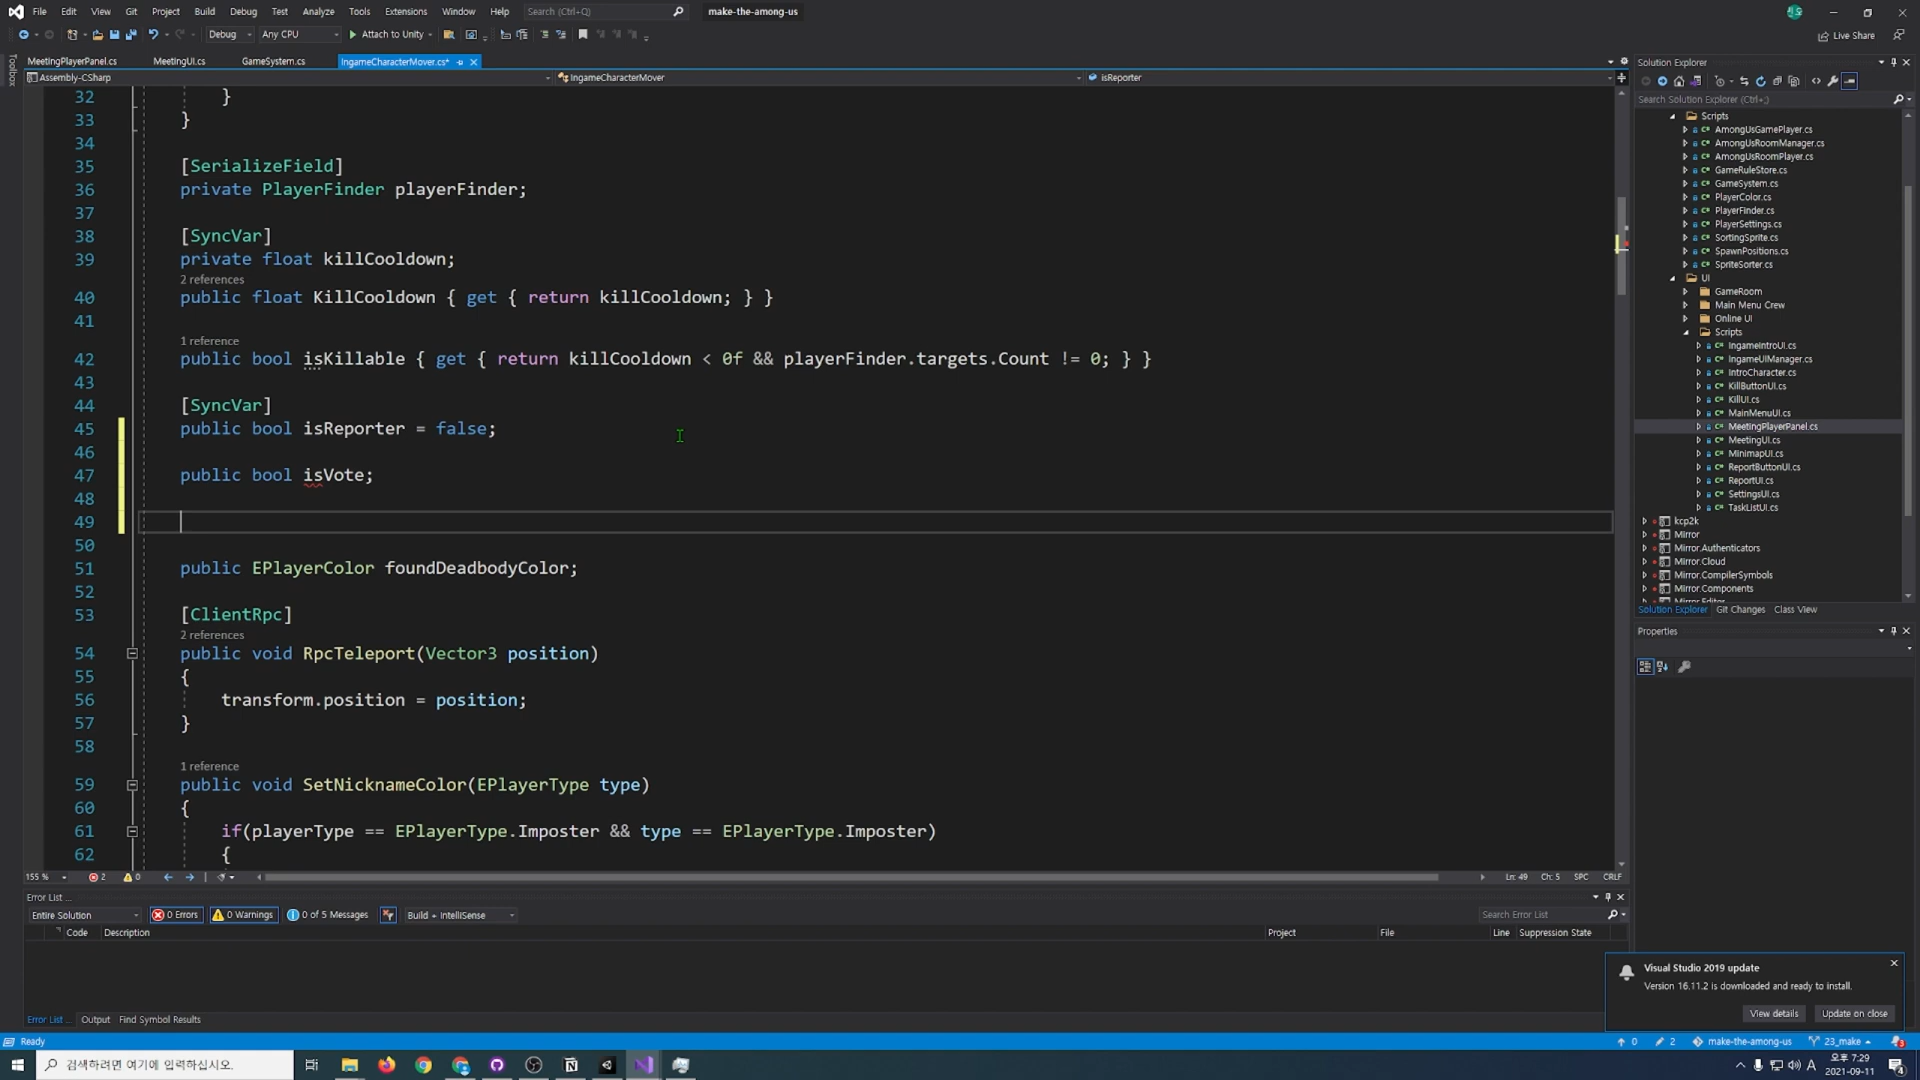 File Edit View Git Project Build Debug Test Analyze Tools Extensions Window Help Search (Ctrl+Q) make-the-among-us
Debug Any CPU Attach to Unity Live Share
MeetingPlayerPanel.cs MeetingUI.cs GameSystem.cs IngameCharacterMover.cs*
Assembly-CSharp IngameCharacterMover isReporter
Toolbox
32 }
33 }
34
35 [SerializeField]
36 private PlayerFinder playerFinder;
37
38 [SyncVar]
39 private float killCooldown;
2 references
40 public float KillCooldown { get { return killCooldown; } }
41
1 reference
42 public bool isKillable { get { return killCooldown < 0f && playerFinder.targets.Count != 0; } }
43
44 [SyncVar]
45 public bool isReporter = false;
46
47 public bool isVote;
48
49
50
51 public EPlayerColor foundDeadbodyColor;
52
53 [ClientRpc]
2 references
54 public void RpcTeleport(Vector3 position)
55 {
56 transform.position = position;
57 }
58
1 reference
59 public void SetNicknameColor(EPlayerType type)
60 {
61 if(playerType == EPlayerType.Imposter && type == EPlayerType.Imposter)
62 {
155 % 2 0 Ln: 49 Ch: 5 SPC CRLF
Error List ...
Entire Solution 0 Errors 0 Warnings 0 of 5 Messages Build + IntelliSense Search Error List
Code Description Project File Line Suppression State
Error List ... Output Find Symbol Results
Solution Explorer
Search Solution Explorer (Ctrl+;)
Scripts
AmongUsGamePlayer.cs
AmongUsRoomManager.cs
AmongUsRoomPlayer.cs
GameRuleStore.cs
GameSystem.cs
PlayerColor.cs
PlayerFinder.cs
PlayerSettings.cs
SortingSprite.cs
SpawnPositions.cs
SpriteSorter.cs
UI
GameRoom
Main Menu Crew
Online UI
Scripts
IngameIntroUI.cs
IngameUIManager.cs
IntroCharacter.cs
KillButtonUI.cs
KillUI.cs
MainMenuUI.cs
MeetingPlayerPanel.cs
MeetingUI.cs
MinimapUI.cs
ReportButtonUI.cs
ReportUI.cs
SettingsUI.cs
TaskListUI.cs
kcp2k
Mirror
Mirror.Authenticators
Mirror.Cloud
Mirror.CompilerSymbols
Mirror.Components
Mirror.Editor
Solution Explorer Git Changes Class View
Properties
Visual Studio 2019 update
Version 16.11.2 is downloaded and ready to install.
View details Update on close
Ready 0 2 make-the-among-us 23_make 3
검색하려면 여기에 입력하십시오. A 오후 7:29
2021-09-11 4